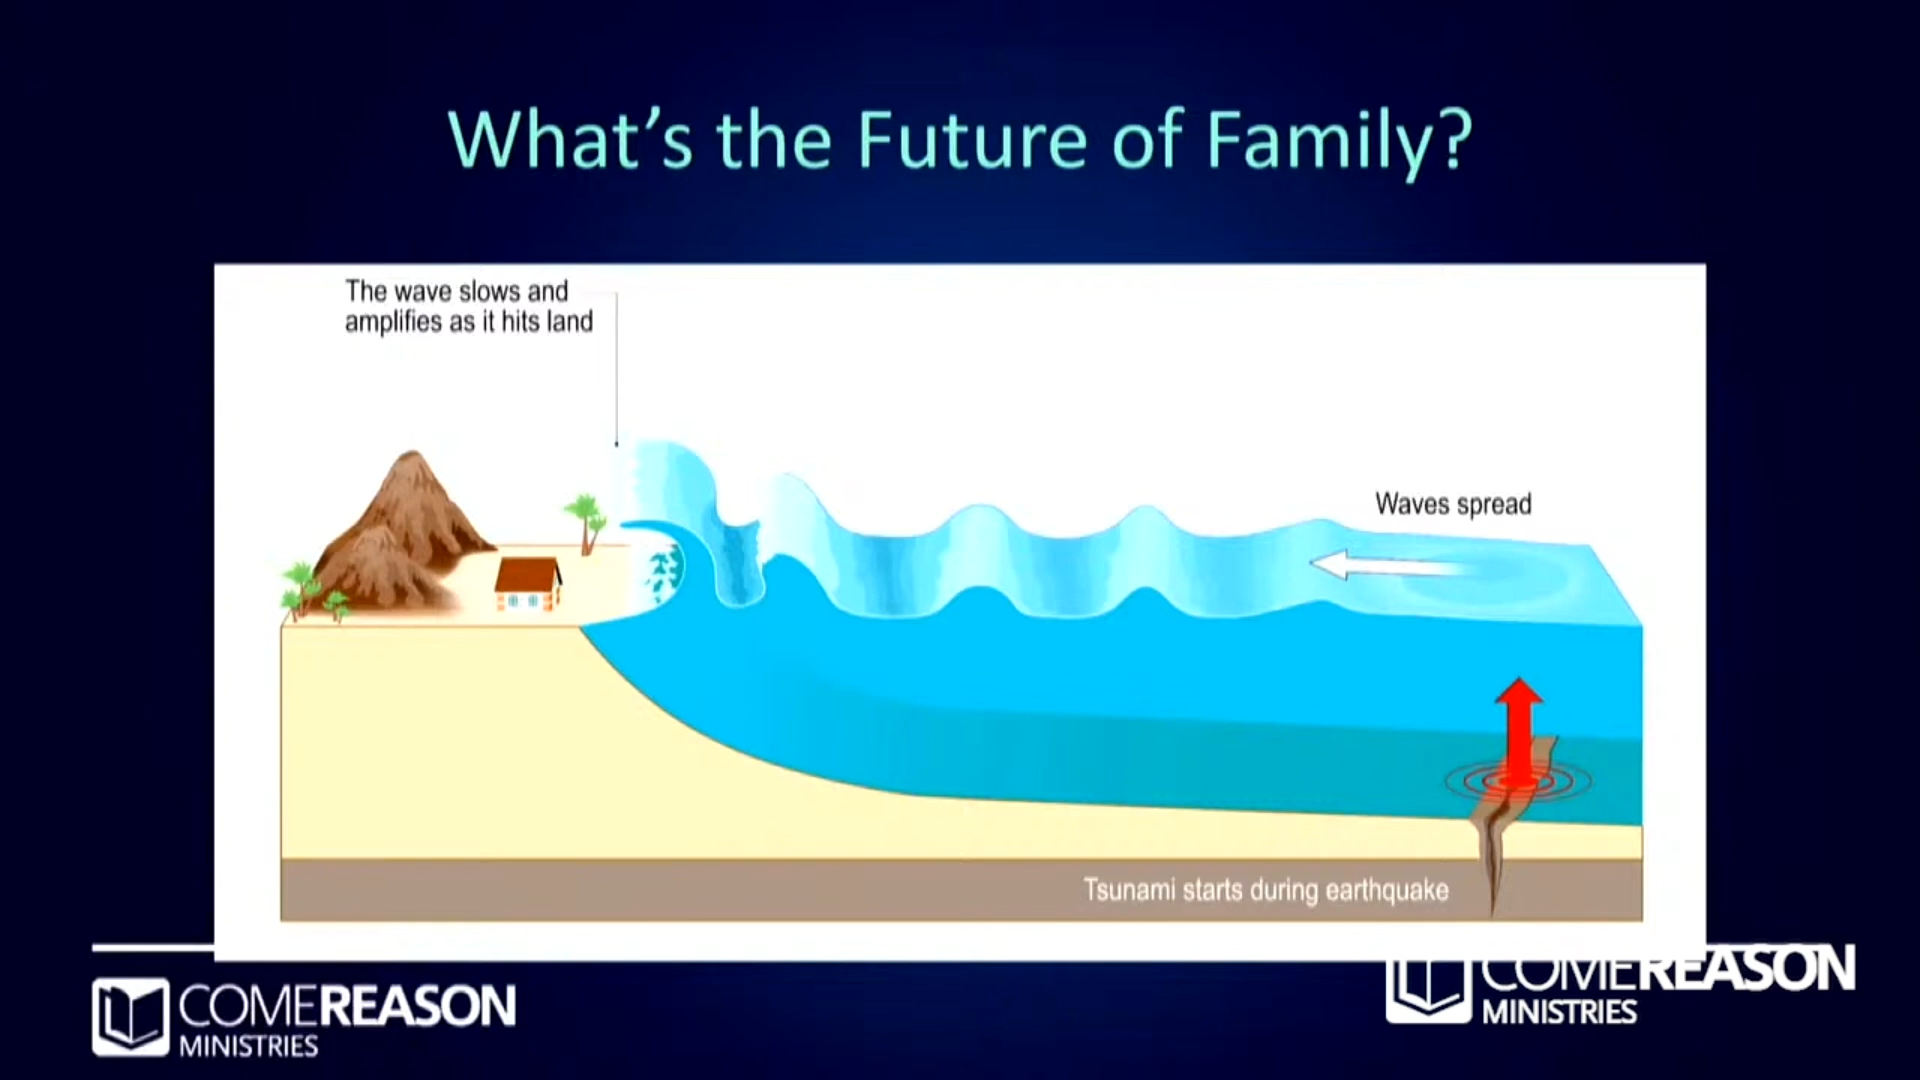 What's the Future of Family?
The wave slows and
amplifies as it hits land
Waves spread
Tsunami starts during earthquake
COMEREASON
MINISTRIES
COMEREASON
MINISTRIES